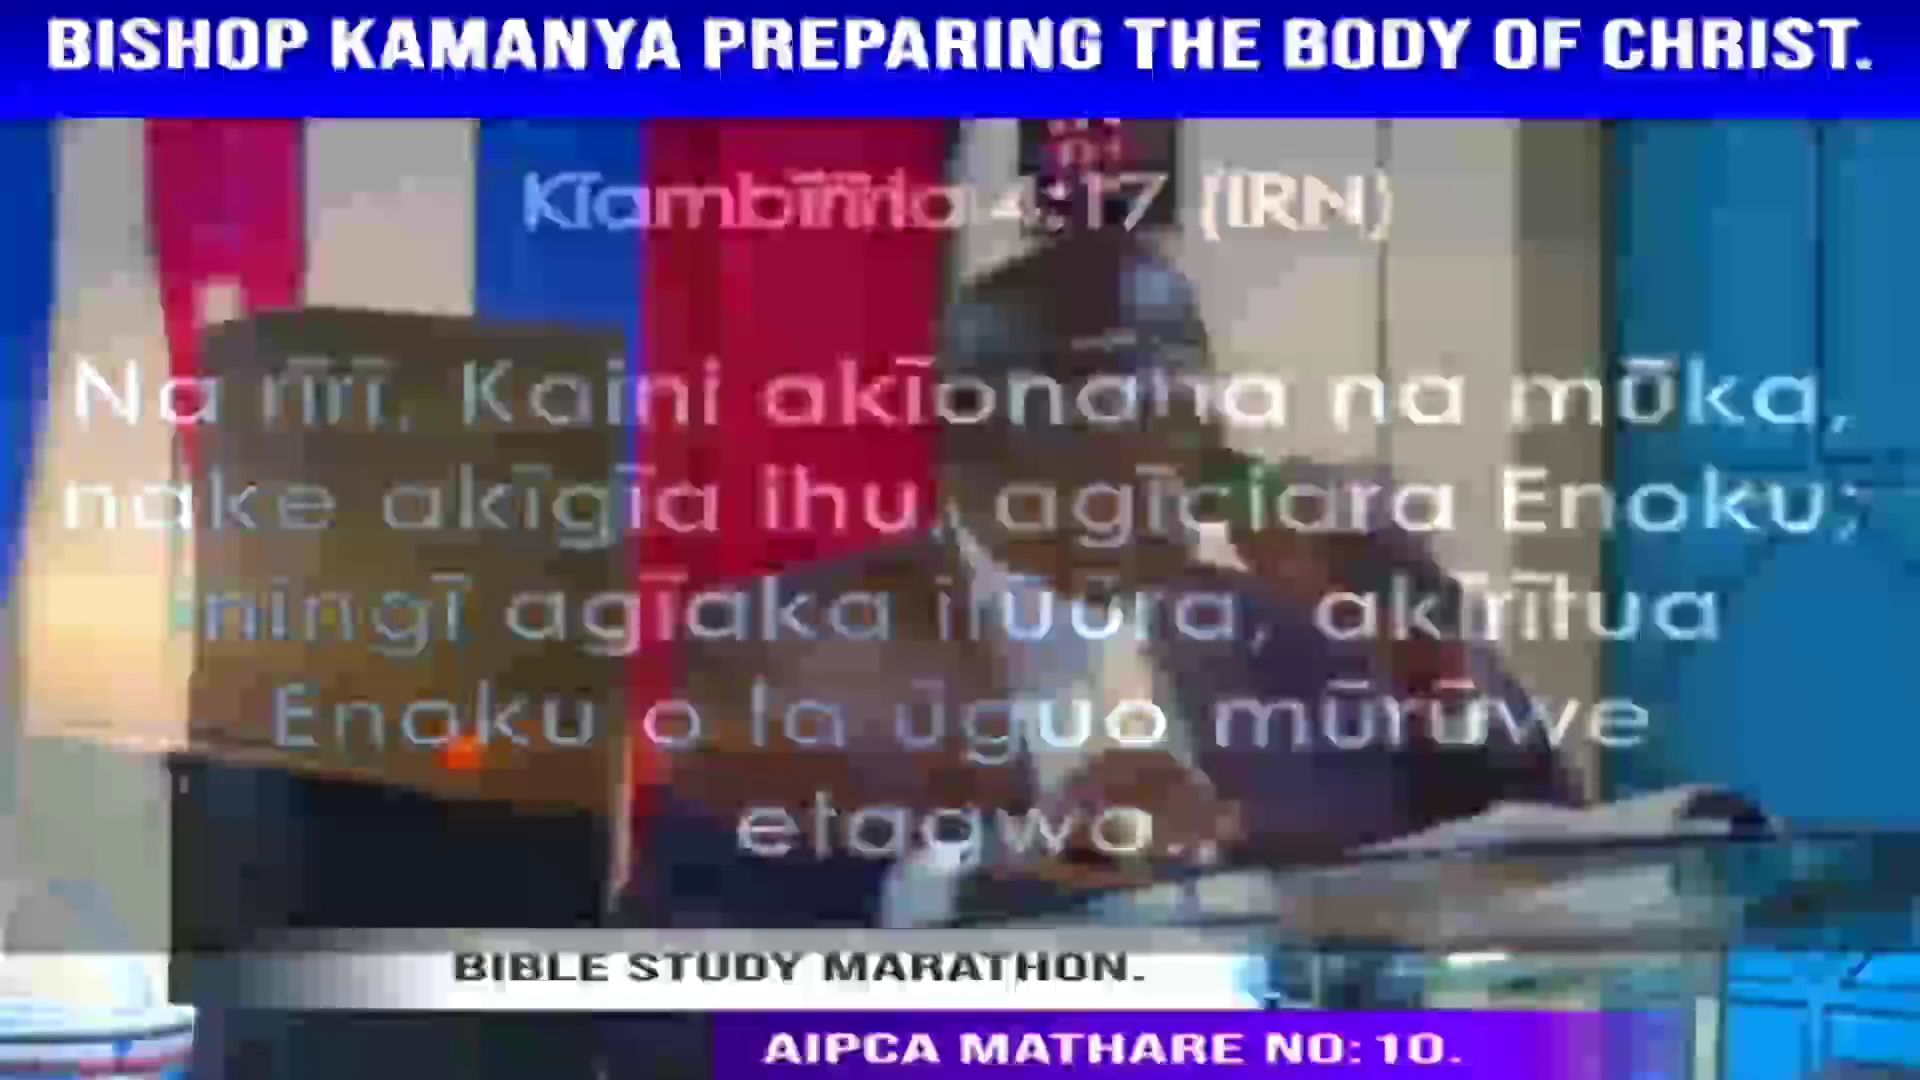 BISHOP KAMANYA PREPARING THE BODY OF CHRIST.
Kĩambĩrĩria 4:17 (IRN)
Na rĩrĩ, Kaini akĩonana na mũka,
nake akĩgĩa ihu, agĩciara Enoku;
ningĩ agĩaka itũũra, akĩrĩtua
Enoku o ta ũguo mũrũwe
etagwo.
BIBLE STUDY MARATHON.
AIPCA MATHARE NO: 10.